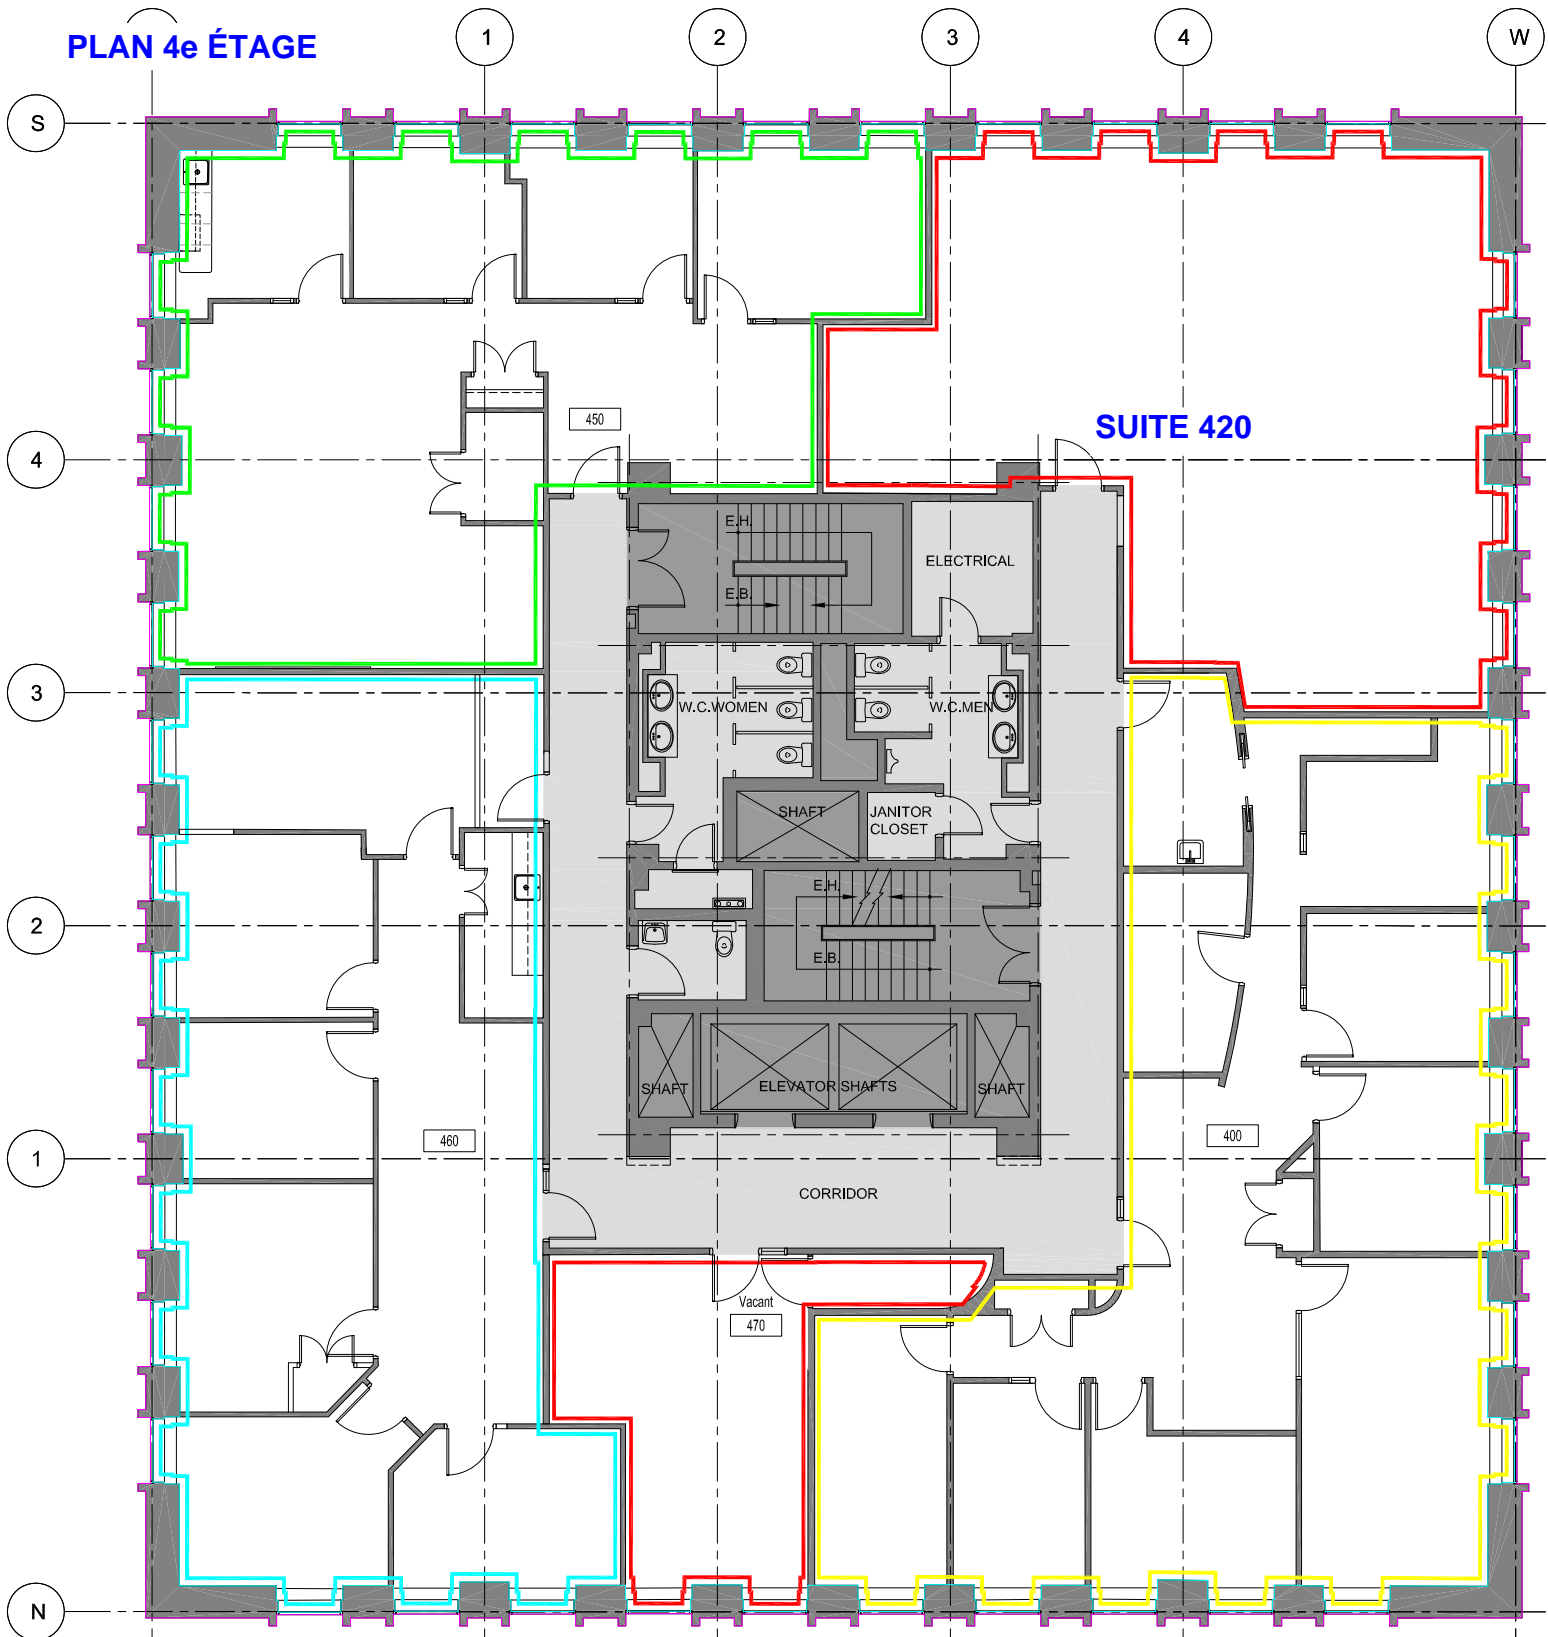 PLAN 4e ÉTAGE
1
2
3
4
W
S
450
SUITE 420
4
E.H.
ELECTRICAL
E.B.
3
W.C.WOMEN
W.C.MEN
SHAFT
JANITOR
CLOSET
E.H.
2
E.B.
SHAFT
ELEVATOR SHAFTS
SHAFT
460
400
1
CORRIDOR
Vacant
470
N